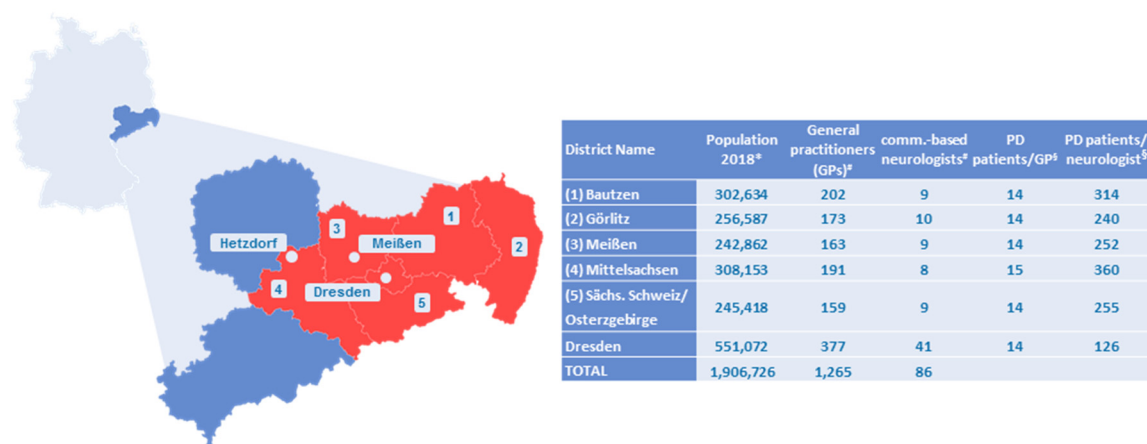 1
3
Hetzdorf
Meißen
2
4
Dresden
5
District Name Population 2018* General practitioners (GPs)# comm.-based neurologists# PD patients/GP§ PD patients/ neurologist§
(1) Bautzen 302,634 202 9 14 314
(2) Görlitz 256,587 173 10 14 240
(3) Meißen 242,862 163 9 14 252
(4) Mittelsachsen 308,153 191 8 15 360
(5) Sächs. Schweiz/ Osterzgebirge 245,418 159 9 14 255
Dresden 551,072 377 41 14 126
TOTAL 1,906,726 1,265 86